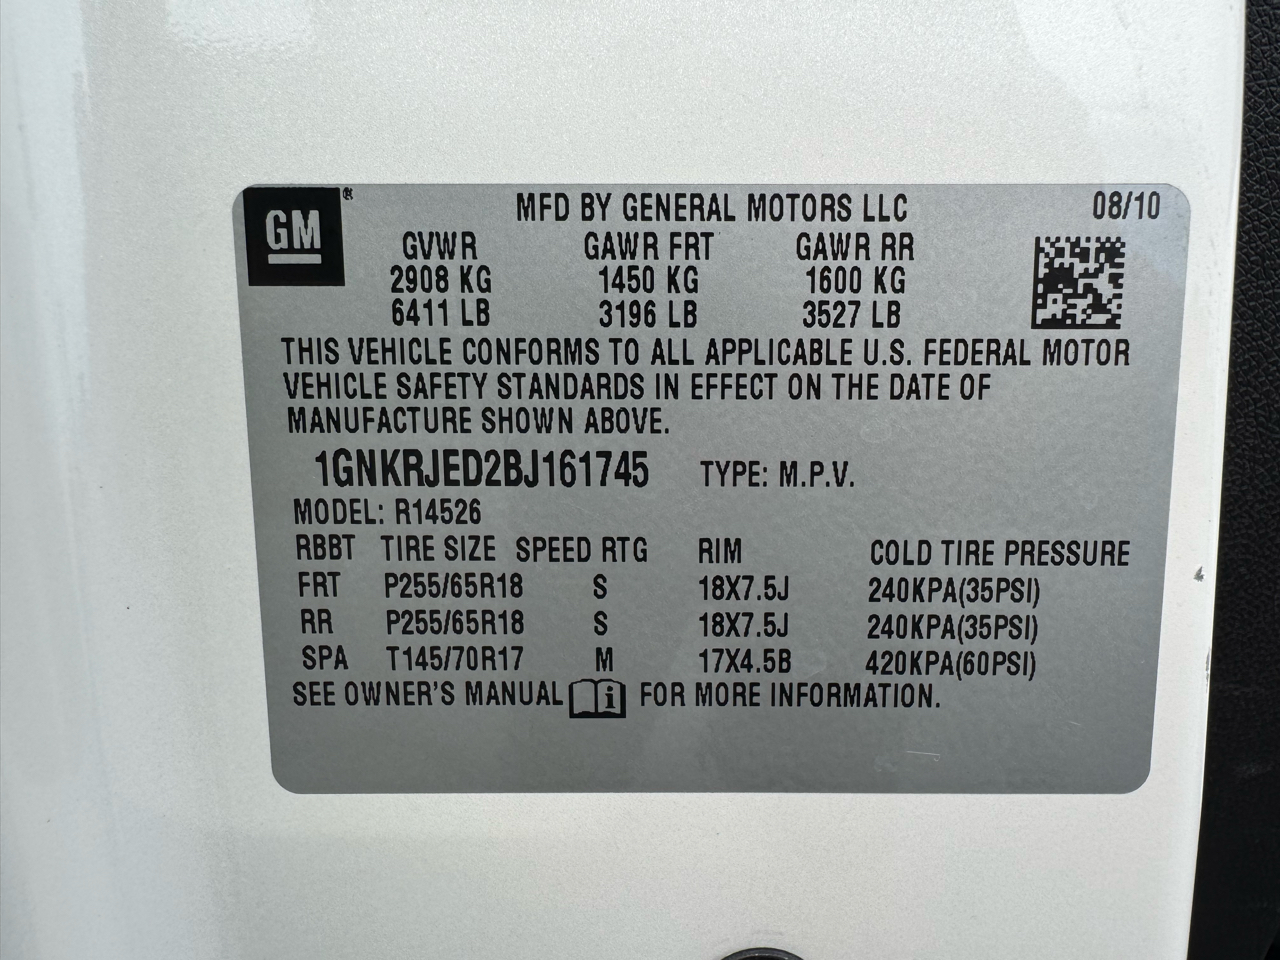 GM ® MFD BY GENERAL MOTORS LLC 08/10
GVWR GAWR FRT GAWR RR
2908 KG 1450 KG 1600 KG
6411 LB 3196 LB 3527 LB
THIS VEHICLE CONFORMS TO ALL APPLICABLE U.S. FEDERAL MOTOR
VEHICLE SAFETY STANDARDS IN EFFECT ON THE DATE OF
MANUFACTURE SHOWN ABOVE.
1GNKRJED2BJ161745 TYPE: M.P.V.
MODEL: R14526
RBBT TIRE SIZE SPEED RTG RIM COLD TIRE PRESSURE
FRT P255/65R18 S 18X7.5J 240KPA(35PSI)
RR P255/65R18 S 18X7.5J 240KPA(35PSI)
SPA T145/70R17 M 17X4.5B 420KPA(60PSI)
SEE OWNER'S MANUAL i FOR MORE INFORMATION.